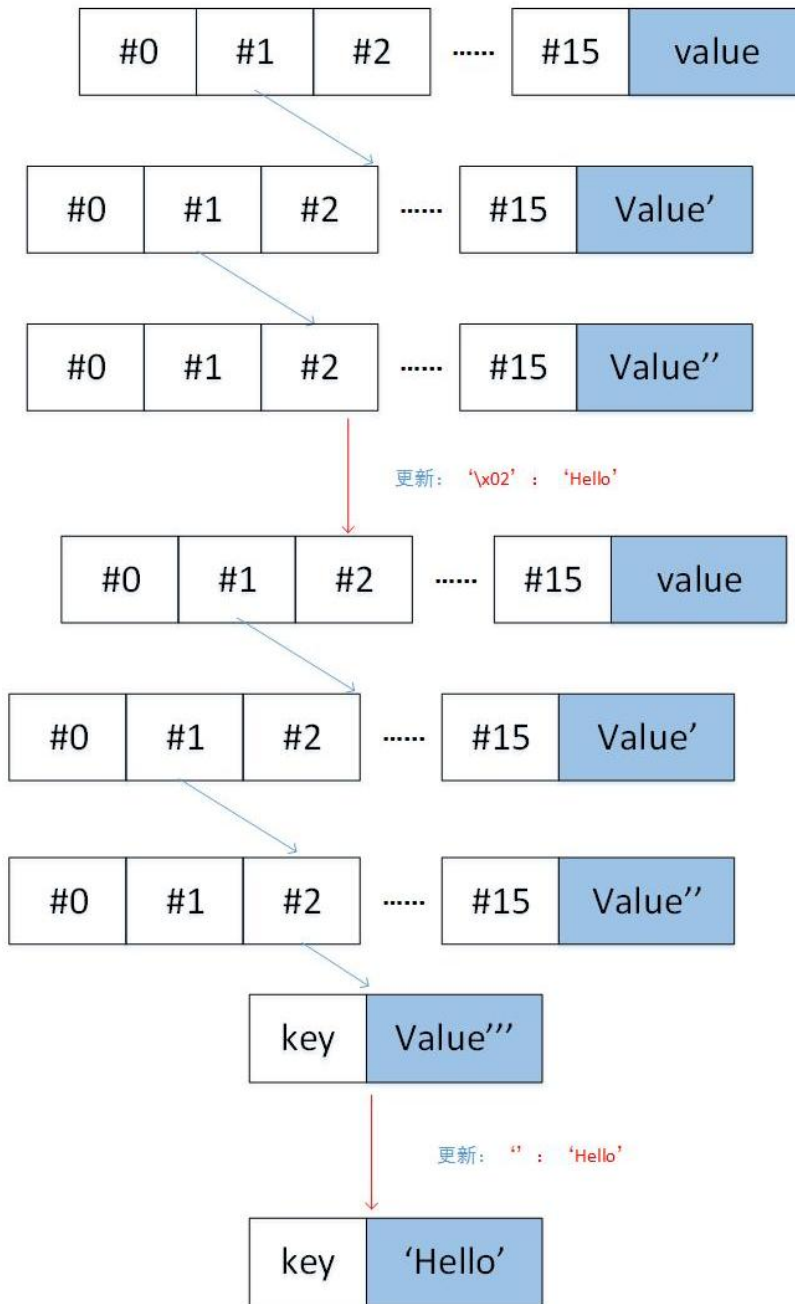 #0 #1 #2 ...... #15 value
#0 #1 #2 ...... #15 Value’
#0 #1 #2 ...... #15 Value’’
更新： ‘\x02’ ： ‘Hello’
#0 #1 #2 ...... #15 value
#0 #1 #2 ...... #15 Value’
#0 #1 #2 ...... #15 Value’’
key Value’’’
更新： ‘’ ： ‘Hello’
key ‘Hello’